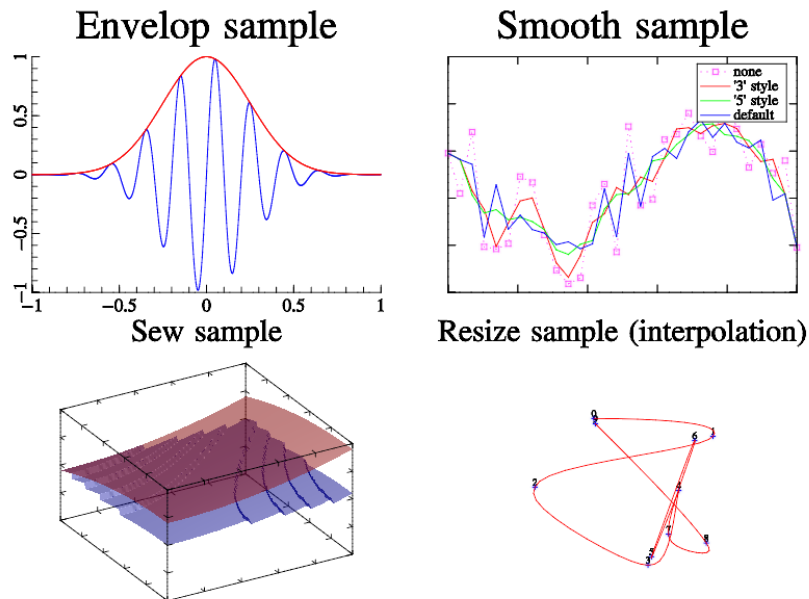 Envelop sample
Smooth sample
none
'3' style
'5' style
default
1
0.5
0
−0.5
−1
−1
−0.5
0
0.5
1
Sew sample
Resize sample (interpolation)
0
1
6
2
4
7
8
5
3